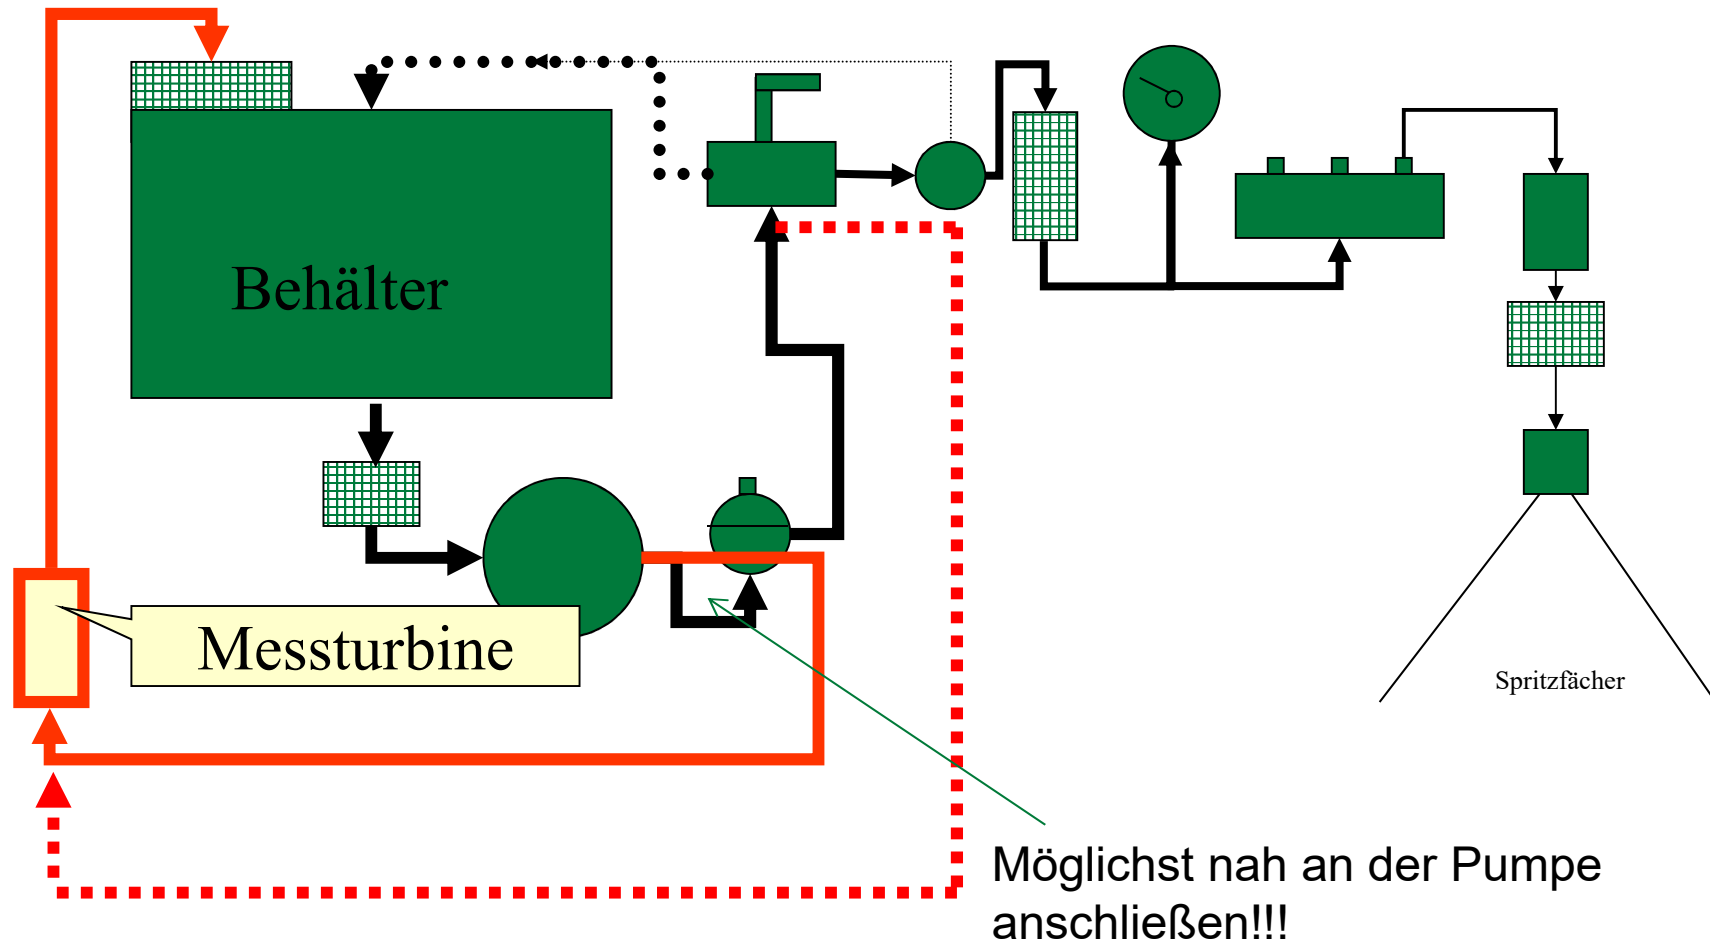 Behälter
Messturbine
Spritzfächer
Möglichst nah an der Pumpe
anschließen!!!